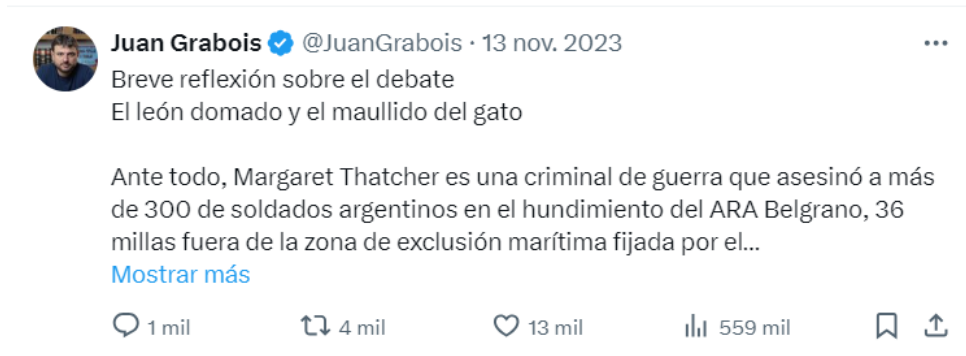 Juan Grabois @JuanGrabois · 13 nov. 2023
Breve reflexión sobre el debate
El león domado y el maullido del gato
Ante todo, Margaret Thatcher es una criminal de guerra que asesinó a más
de 300 de soldados argentinos en el hundimiento del ARA Belgrano, 36
millas fuera de la zona de exclusión marítima fijada por el...
Mostrar más
1 mil 4 mil 13 mil 559 mil